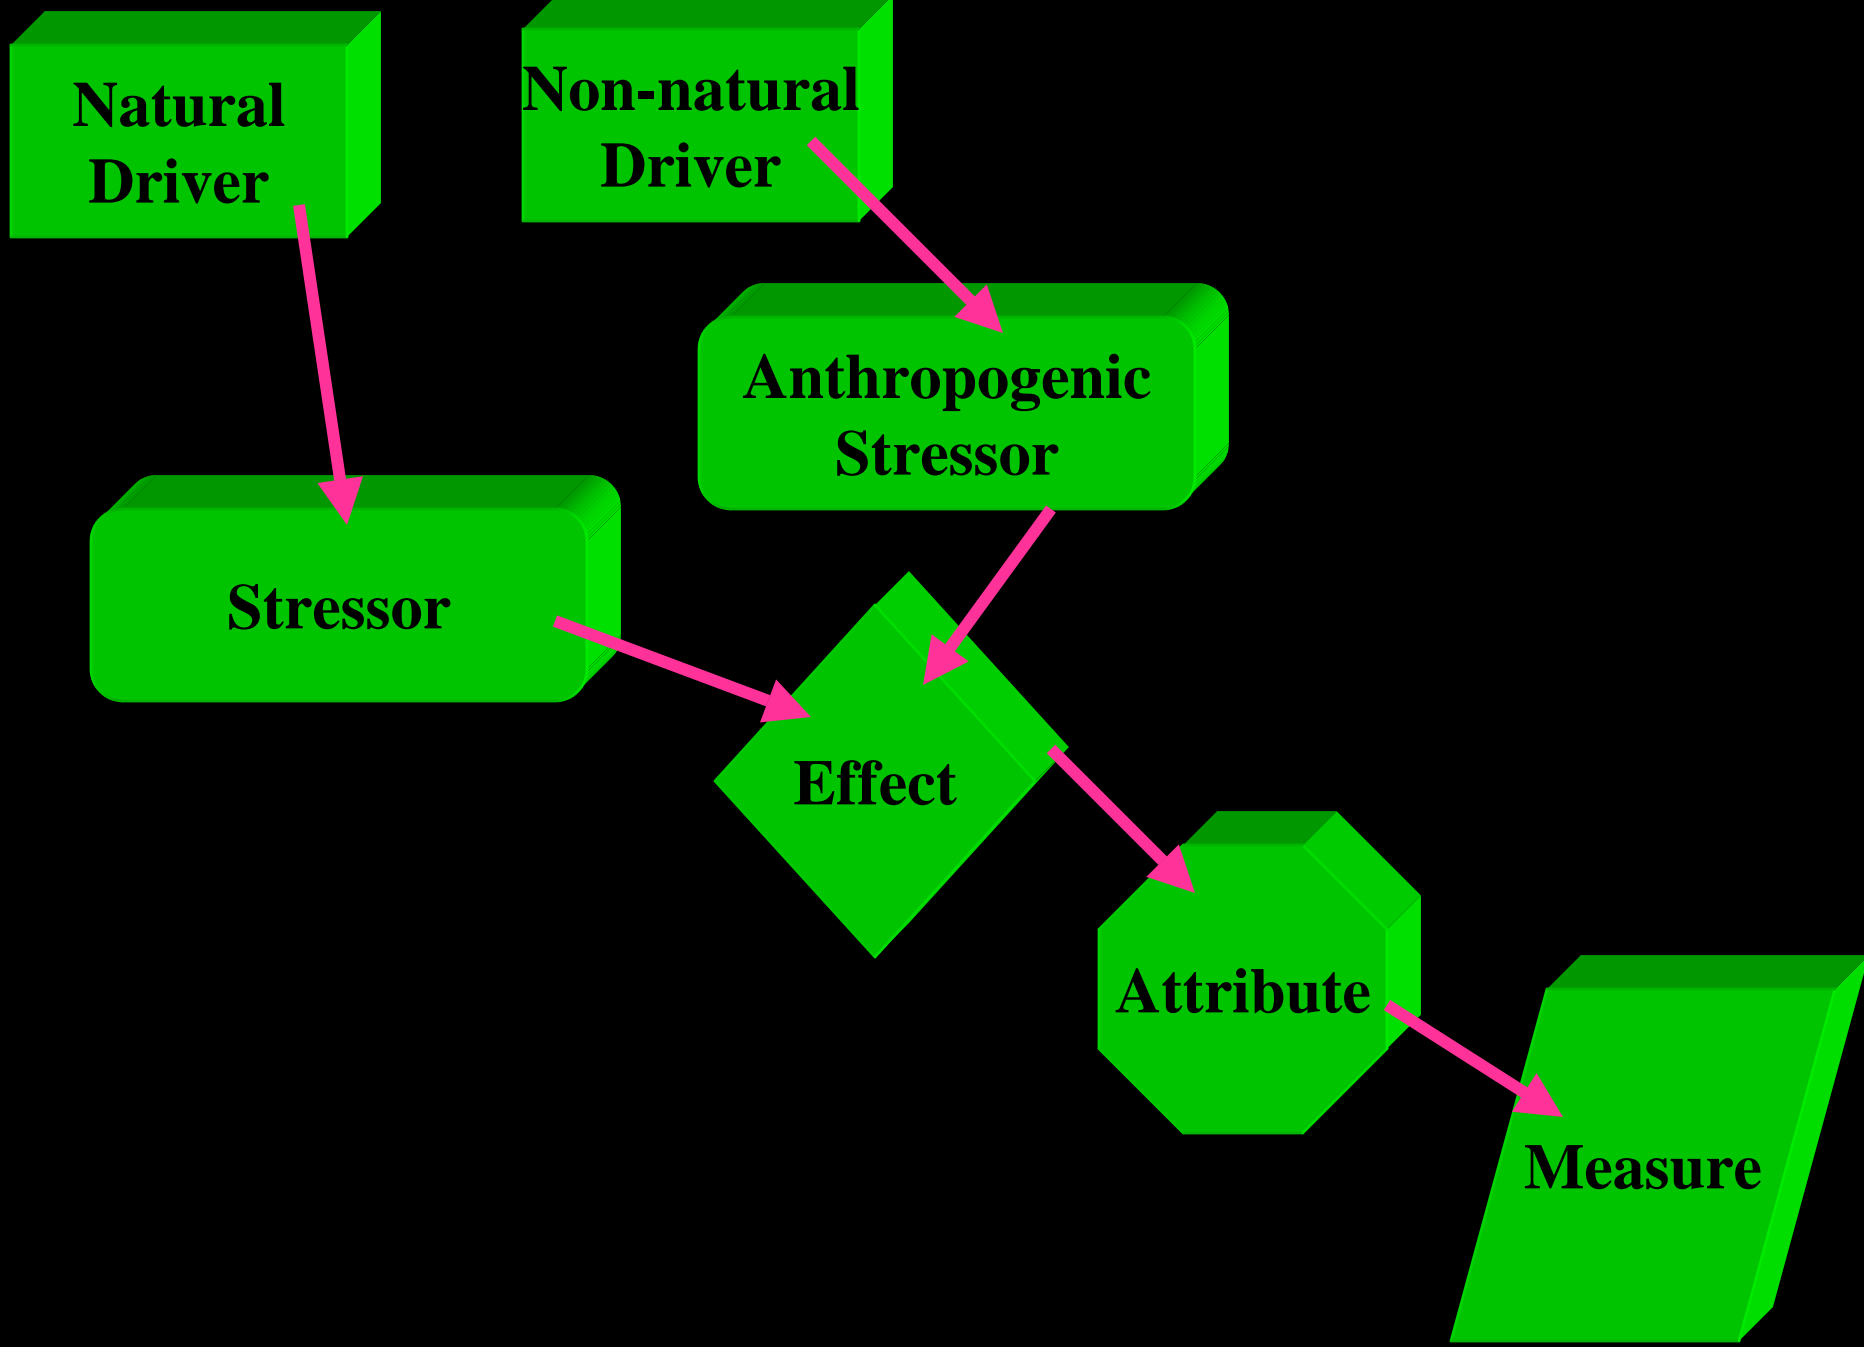 Natural
Driver
Non-natural
Driver
Anthropogenic
Stressor
Stressor
Effect
Attribute
Measure